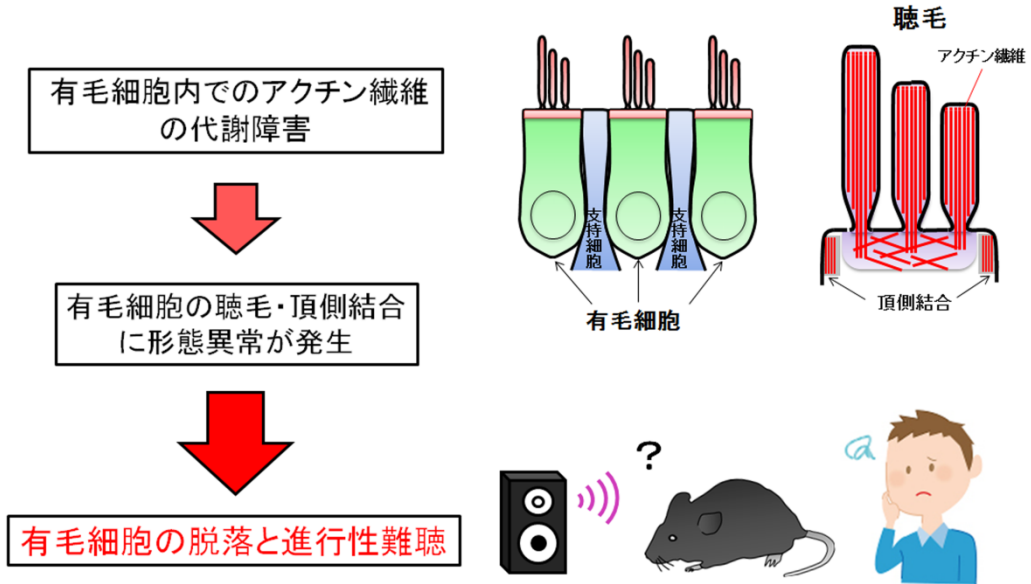 有毛細胞内でのアクチン繊維
の代謝障害
有毛細胞の聴毛・頂側結合
に形態異常が発生
有毛細胞の脱落と進行性難聴
支持細胞
支持細胞
有毛細胞
聴毛
アクチン繊維
頂側結合
？